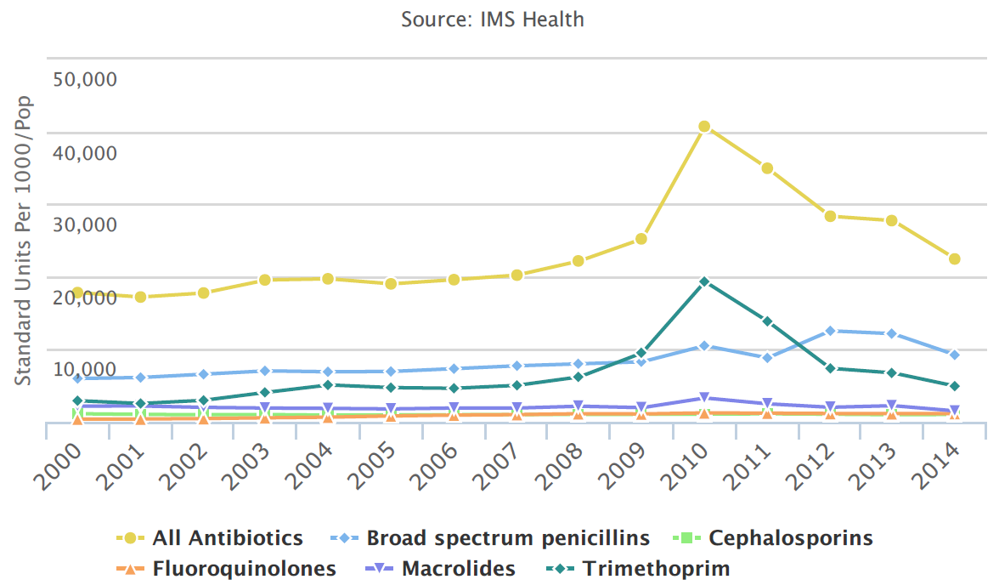 Source: IMS Health
Standard Units Per 1000/Pop
50,000
40,000
30,000
20,000
10,000
2000 2001 2002 2003 2004 2005 2006 2007 2008 2009 2010 2011 2012 2013 2014
All Antibiotics Broad spectrum penicillins Cephalosporins
Fluoroquinolones Macrolides Trimethoprim